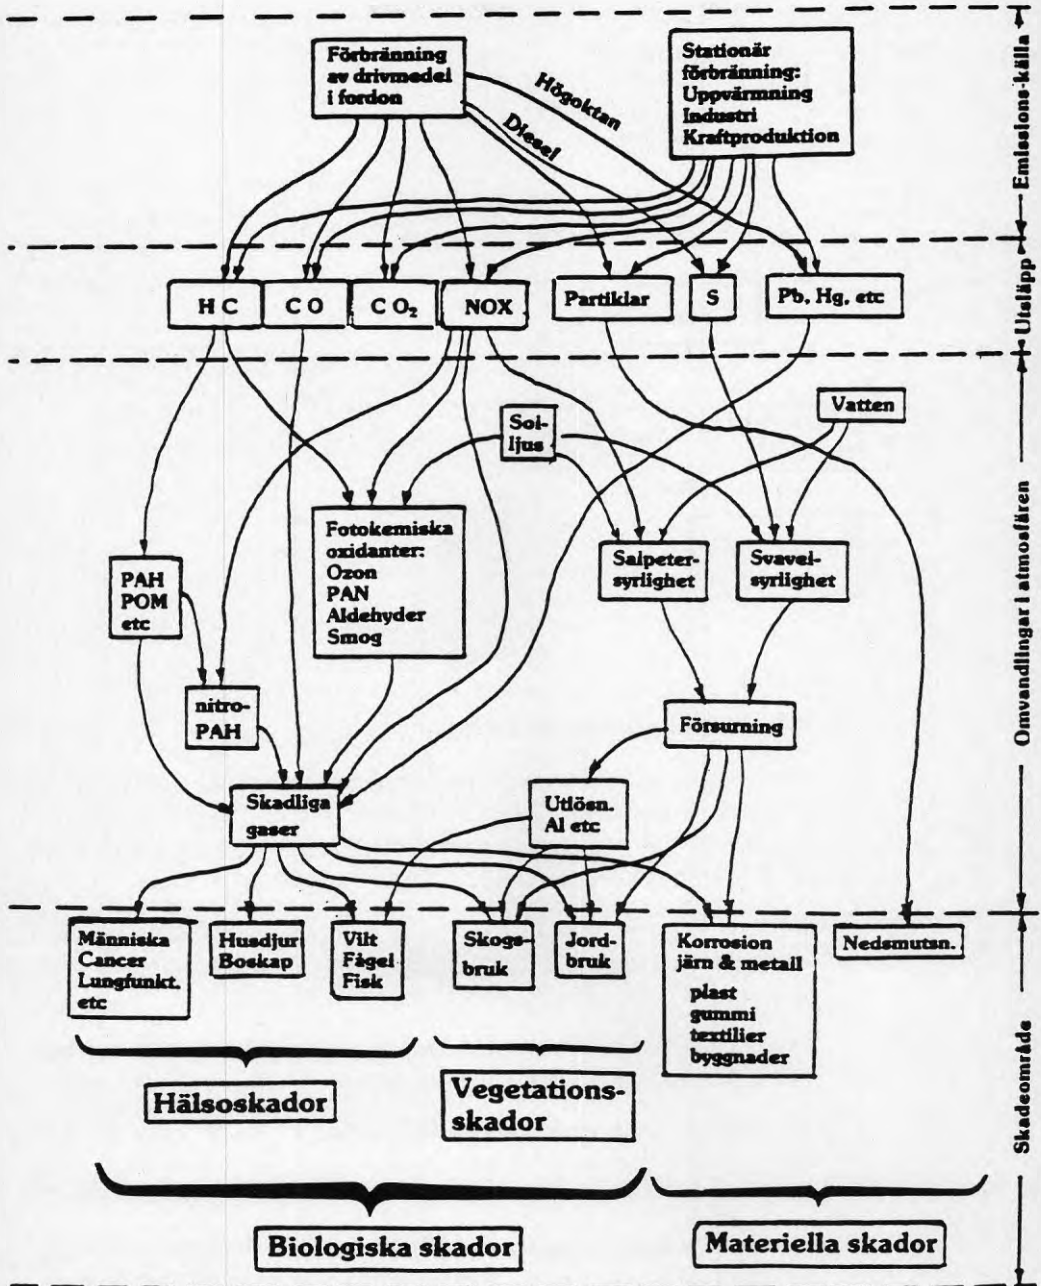 Förbränning
av drivmedel
i fordon
Stationär
förbränning:
Uppvärmning
Industri
Kraftproduktion
Högoktan
Diesel
Emissions-källa
HC
CO
CO₂
NOX
Partiklar
S
Pb, Hg, etc
Utsläpp
Vatten
Sol-
ljus
Fotokemiska
oxidanter:
Ozon
PAN
Aldehyder
Smog
Salpeter-
syrlighet
Svavel-
syrlighet
PAH
POM
etc
nitro-
PAH
Försurning
Skadliga
gaser
Utlösn.
Al etc
Omvandlingar i atmosfären
Människa
Cancer
Lungfunkt.
etc
Husdjur
Boskap
Vilt
Fågel
Fisk
Skogs-
bruk
Jord-
bruk
Korrosion
järn & metall
plast
gummi
textilier
byggnader
Nedsmutsn.
Hälsoskador
Vegetations-
skador
Biologiska skador
Materiella skador
Skadeområde